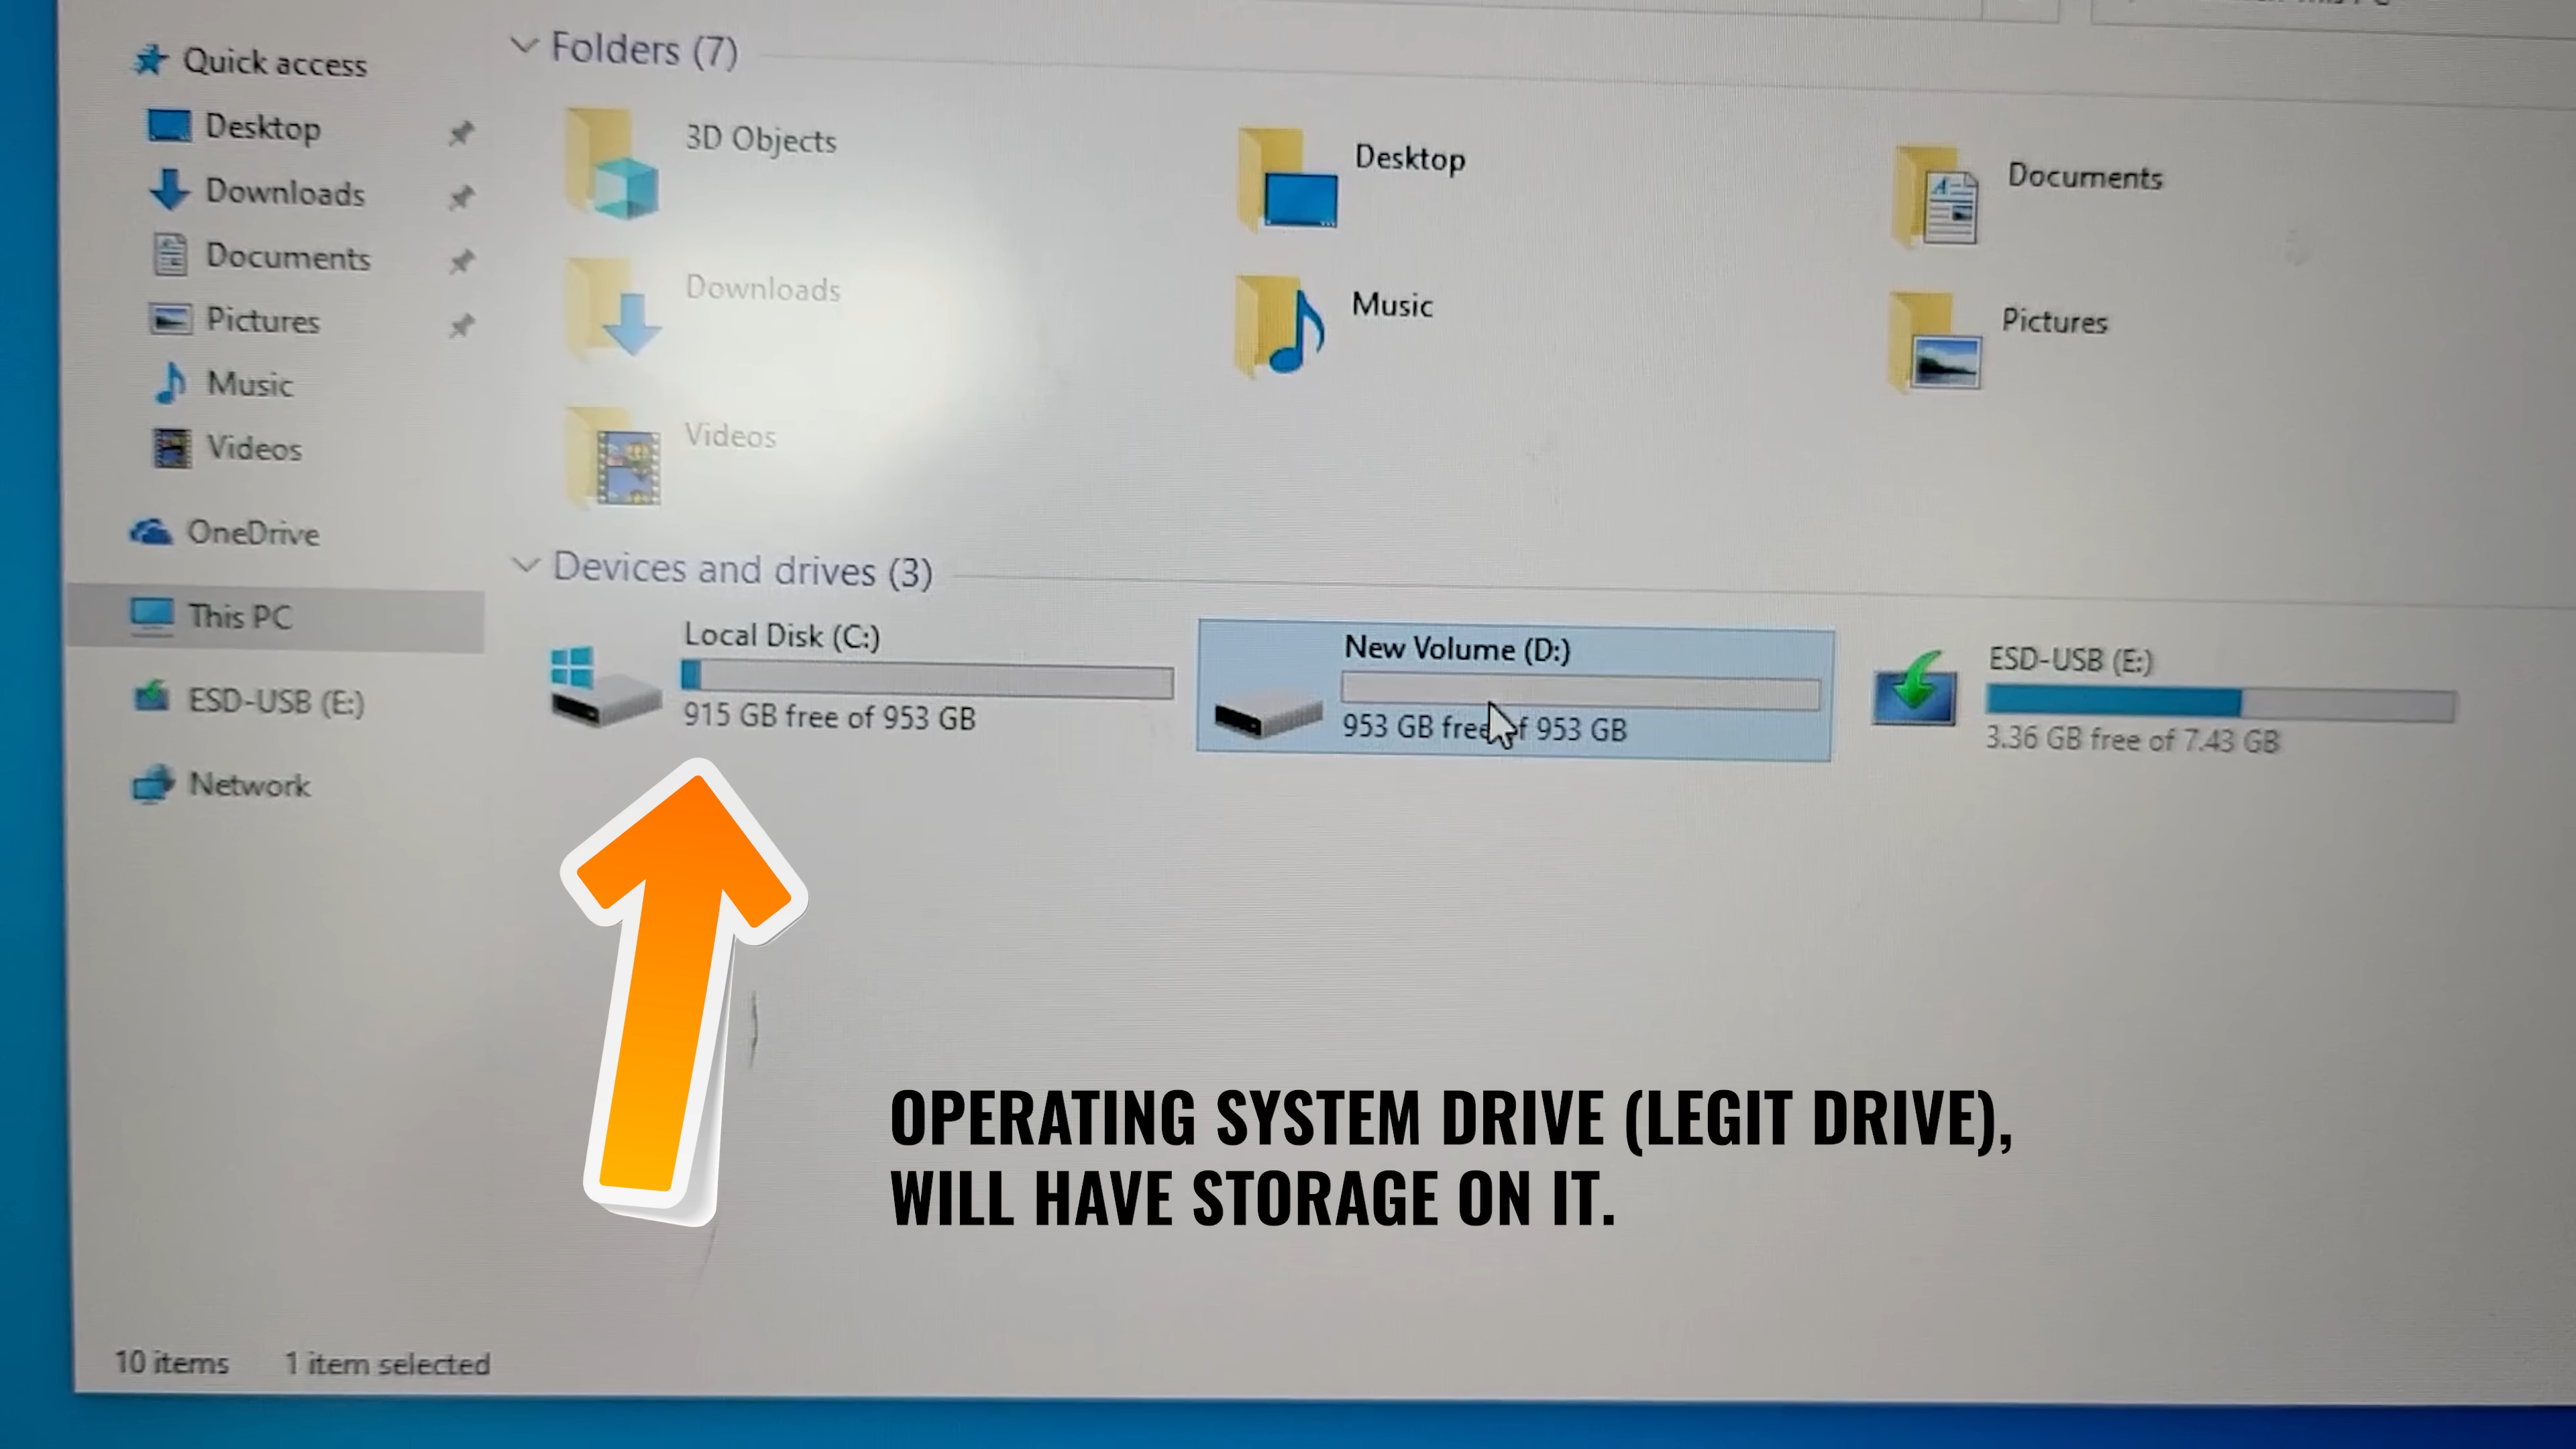 Quick access
Desktop
Downloads
Documents
Pictures
Music
Videos
OneDrive
This PC
ESD-USB (E:)
Network
Folders (7)
3D Objects
Desktop
Documents
Downloads
Music
Pictures
Videos
Devices and drives (3)
Local Disk (C:)
915 GB free of 953 GB
New Volume (D:)
953 GB free of 953 GB
ESD-USB (E:)
3.36 GB free of 7.43 GB
OPERATING SYSTEM DRIVE (LEGIT DRIVE),
WILL HAVE STORAGE ON IT.
10 items 1 item selected